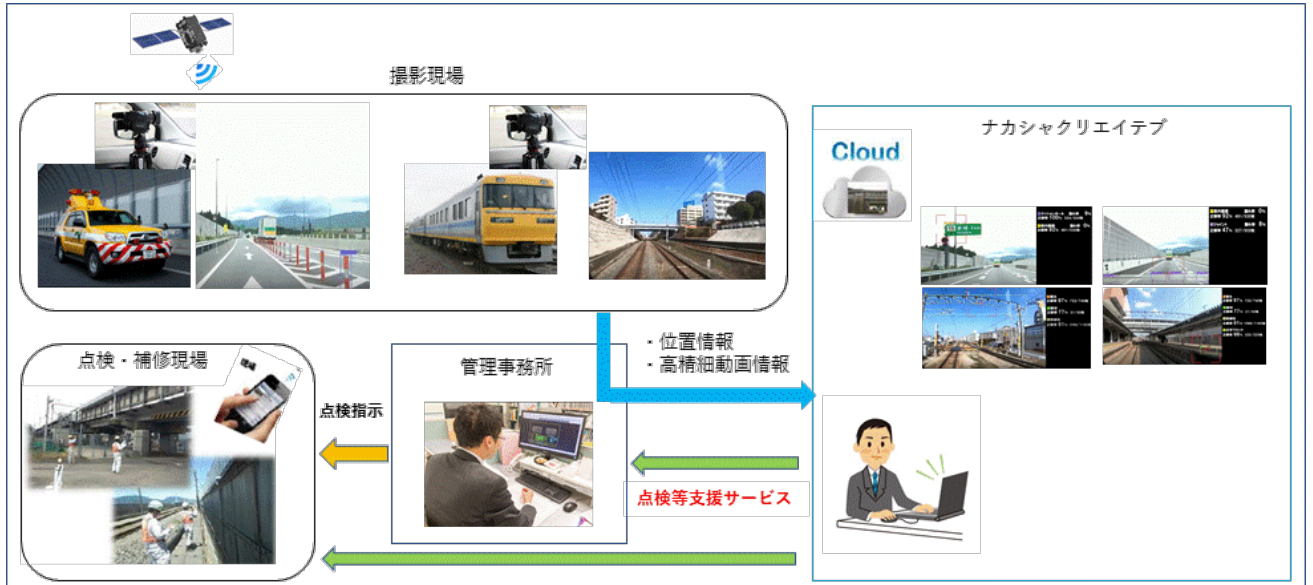 撮影現場
ナカシャクリエイテブ
Cloud
・位置情報
・高精細動画情報
点検・補修現場
管理事務所
点検指示
点検等支援サービス